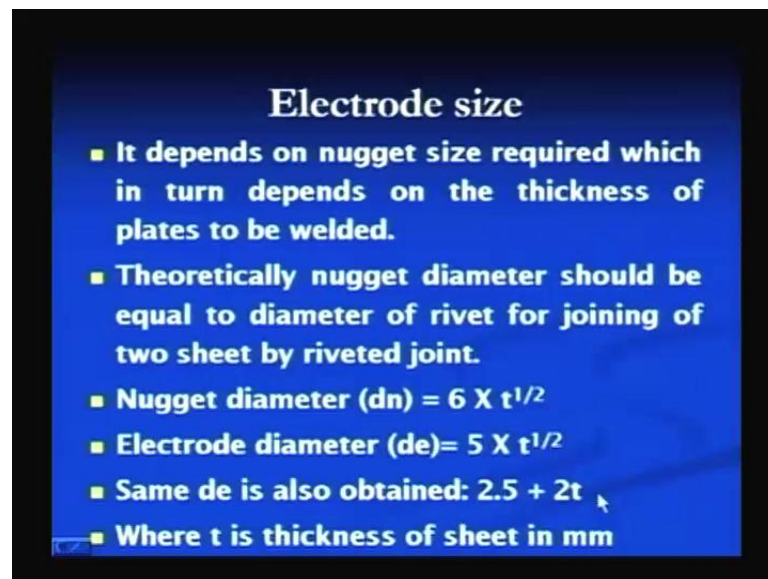 Electrode size
▪ It depends on nugget size required which
in turn depends on the thickness of
plates to be welded.
▪ Theoretically nugget diameter should be
equal to diameter of rivet for joining of
two sheet by riveted joint.
▪ Nugget diameter (dn) = 6 X t^1/2
▪ Electrode diameter (de)= 5 X t^1/2
▪ Same de is also obtained: 2.5 + 2t
▪ Where t is thickness of sheet in mm